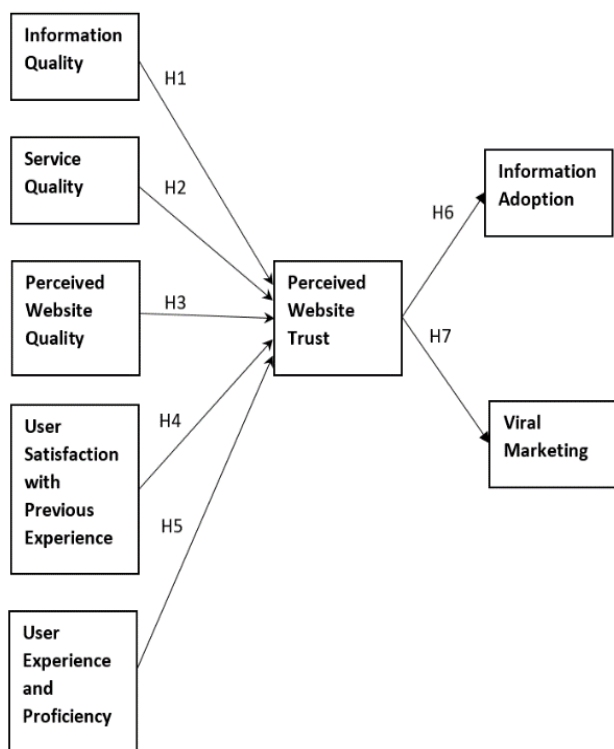 Information
Quality
H1
Service
Quality
H2
Perceived
Website
Quality
H3
User
Satisfaction
with
Previous
Experience
H4
User
Experience
and
Proficiency
H5
Perceived
Website
Trust
H6
Information
Adoption
H7
Viral
Marketing